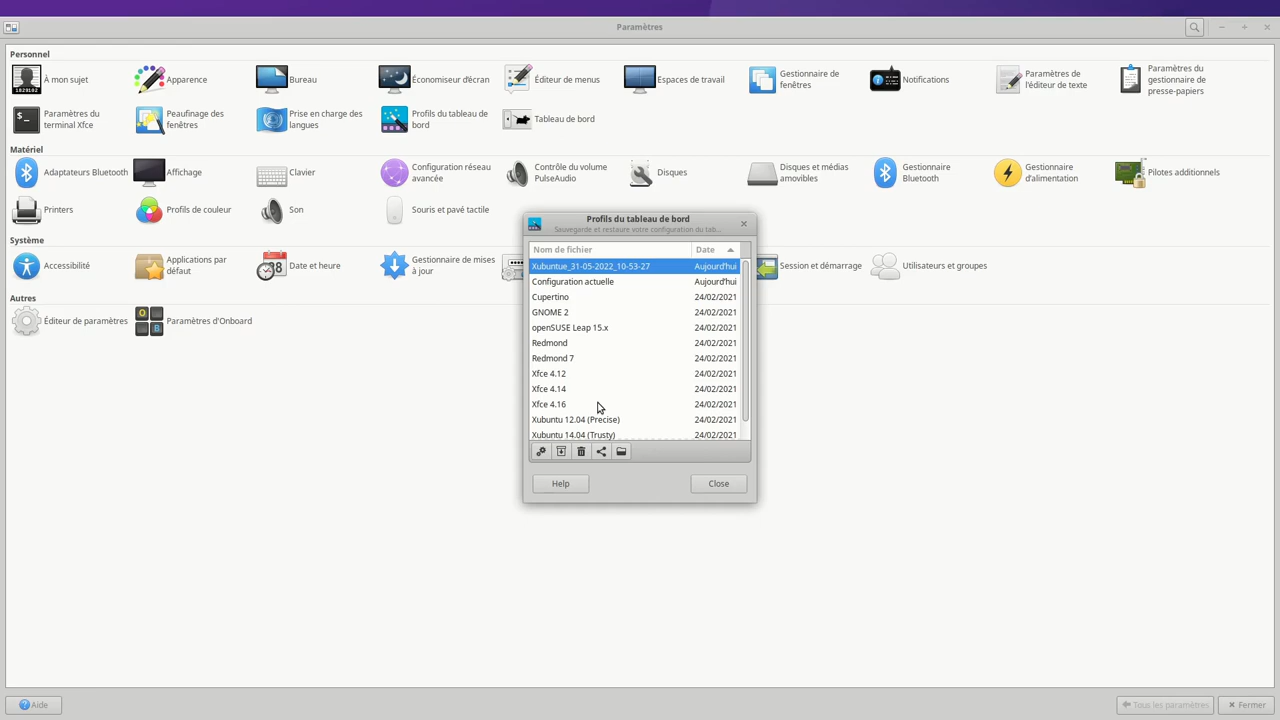 Paramètres
Personnel
À mon sujet
Apparence
Bureau
Économiseur d'écran
Éditeur de menus
Espaces de travail
Gestionnaire de
fenêtres
Notifications
Paramètres de
l'éditeur de texte
Paramètres du
gestionnaire de
presse-papiers
Paramètres du
terminal Xfce
Peaufinage des
fenêtres
Prise en charge des
langues
Profils du tableau de
bord
Tableau de bord
Matériel
Adaptateurs Bluetooth
Affichage
Clavier
Configuration réseau
avancée
Contrôle du volume
PulseAudio
Disques
Disques et médias
amovibles
Gestionnaire
Bluetooth
Gestionnaire
d'alimentation
Pilotes additionnels
Printers
Profils de couleur
Son
Souris et pavé tactile
Système
Accessibilité
Applications par
défaut
Date et heure
Gestionnaire de mises
à jour
Session et démarrage
Utilisateurs et groupes
Autres
Éditeur de paramètres
Paramètres d'Onboard
Profils du tableau de bord
Sauvegarde et restaure votre configuration du tab...
Nom de fichier Date
Xubuntue_31-05-2022_10-53-27 Aujourd'hui
Configuration actuelle Aujourd'hui
Cupertino 24/02/2021
GNOME 2 24/02/2021
openSUSE Leap 15.x 24/02/2021
Redmond 24/02/2021
Redmond 7 24/02/2021
Xfce 4.12 24/02/2021
Xfce 4.14 24/02/2021
Xfce 4.16 24/02/2021
Xubuntu 12.04 (Precise) 24/02/2021
Xubuntu 14.04 (Trusty) 24/02/2021
Help
Close
Aide
Tous les paramètres
Fermer